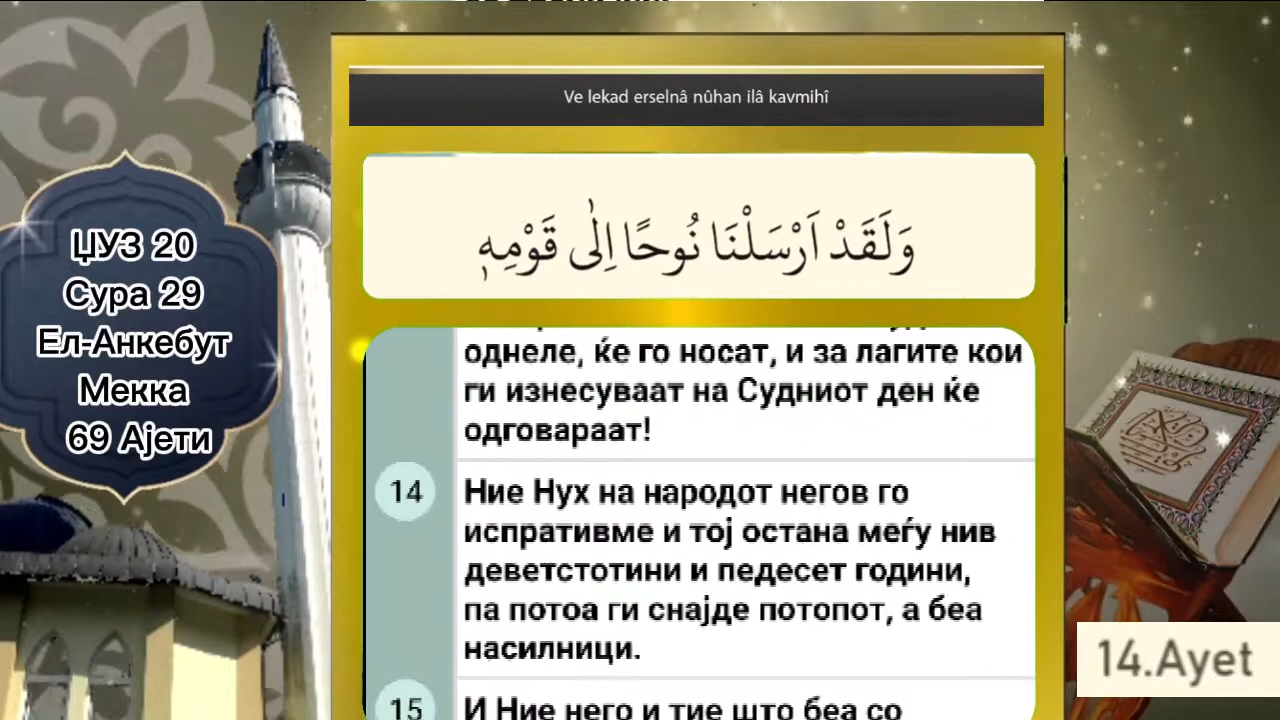 Ve lekad erselnâ nûhan ilâ kavmihî
وَلَقَدْ اَرْسَلْنَا نُوحًا اِلٰى قَوْمِهٖ
ЏУЗ 20
Сура 29
Ел-Анкебут
Мекка
69 Ајети
однеле, ќе го носат, и за лагите кои
ги изнесуваат на Судниот ден ќе
одговараат!
14
Ние Нух на народот негов го
испративме и тој остана меѓу нив
деветстотини и педесет години,
па потоа ги снајде потопот, а беа
насилници.
15
И Ние него и тие што беа со
14.Ayet